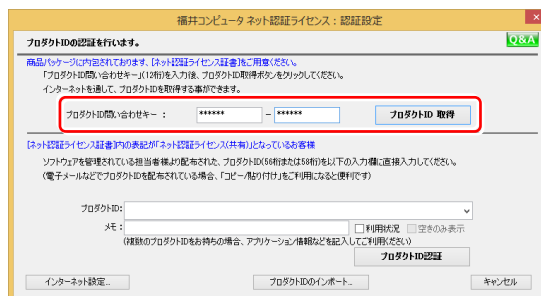 福井コンピュータ ネット認証ライセンス：認証設定
プロダクトIDの認証を行います。
Q&A
商品パッケージに内包されております、[ネット認証ライセンス証書]をご用意ください。
「プロダクトID問い合わせキー」(12桁)を入力後、プロダクトID取得ボタンをクリックしてください。
インターネットを通して、プロダクトIDを取得する事ができます。
プロダクトID問い合わせキー ： ****** - ****** プロダクトID 取得
[ネット認証ライセンス証書]内の表記が「ネット認証ライセンス(共有)」となっているお客様
ソフトウェアを管理されている担当者様より配布された、プロダクトID(56桁または58桁)を以下の入力欄に直接入力してください。
(電子メールなどでプロダクトIDを配布されている場合、「コピー/貼り付け」をご利用になると便利です)
プロダクトID:
メモ: 利用状況 空きのみ表示
(複数のプロダクトIDをお持ちの場合、アプリケーション情報などを記入してご利用ください)
プロダクトID認証
インターネット設定... プロダクトIDのインポート... キャンセル